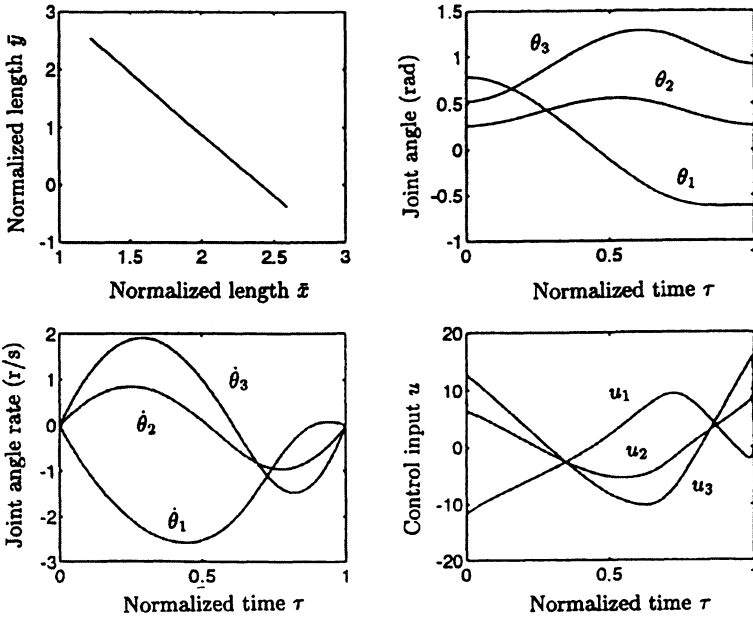 3
2
1
0
-1
1
1.5
2
2.5
3
Normalized length ȳ
Normalized length x̄
1.5
1
0.5
0
-0.5
-1
0
0.5
1
θ3
θ2
θ1
Joint angle (rad)
Normalized time τ
2
1
0
-1
-2
-3
0
0.5
1
θ̇3
θ̇2
θ̇1
Joint angle rate (r/s)
Normalized time τ
20
10
0
-10
-20
0
0.5
1
u1
u2
u3
Control input u
Normalized time τ